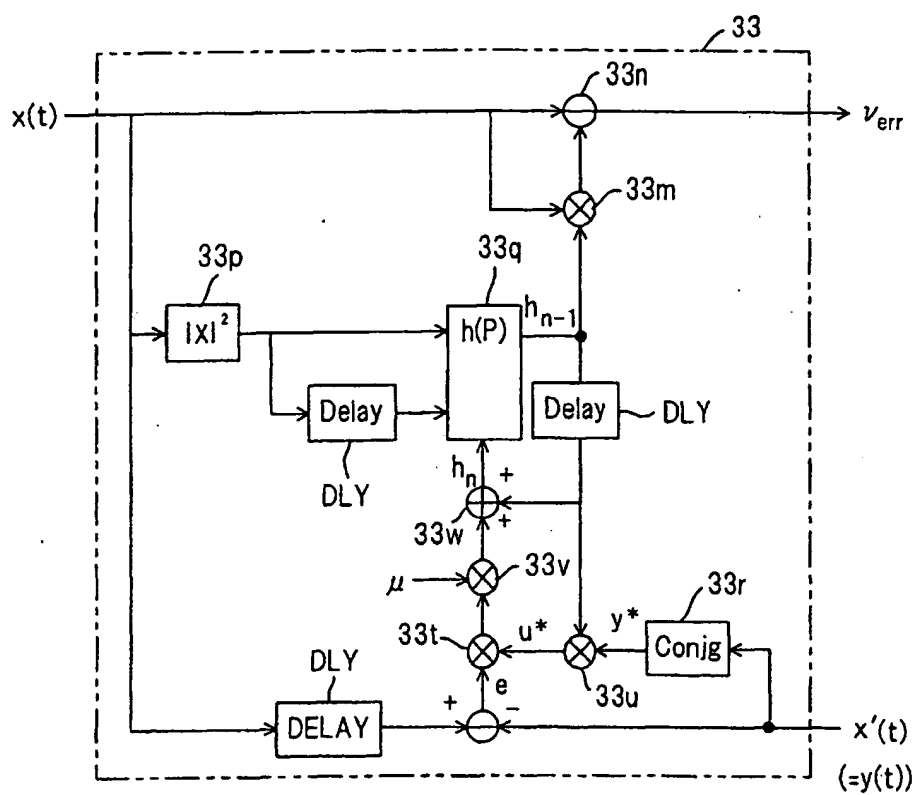 33
33n
x(t)
ν_err
33m
33p
33q
|X|²
h(P)
h_{n-1}
Delay
Delay
DLY
DLY
h_n
+
+
33w
μ
33v
33r
33t
u*
y*
Conjg
33u
DLY
e
DELAY
+
-
x'(t)
(=y(t))